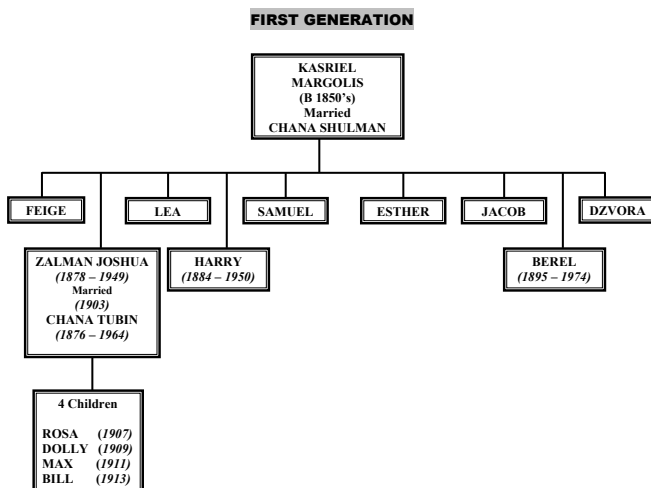 FIRST GENERATION
KASRIEL
MARGOLIS
(B 1850’s)
Married
CHANA SHULMAN
FEIGE
LEA
SAMUEL
ESTHER
JACOB
DZVORA
ZALMAN JOSHUA
(1878 – 1949)
Married
(1903)
CHANA TUBIN
(1876 – 1964)
HARRY
(1884 – 1950)
BEREL
(1895 – 1974)
4 Children
ROSA (1907)
DOLLY (1909)
MAX (1911)
BILL (1913)